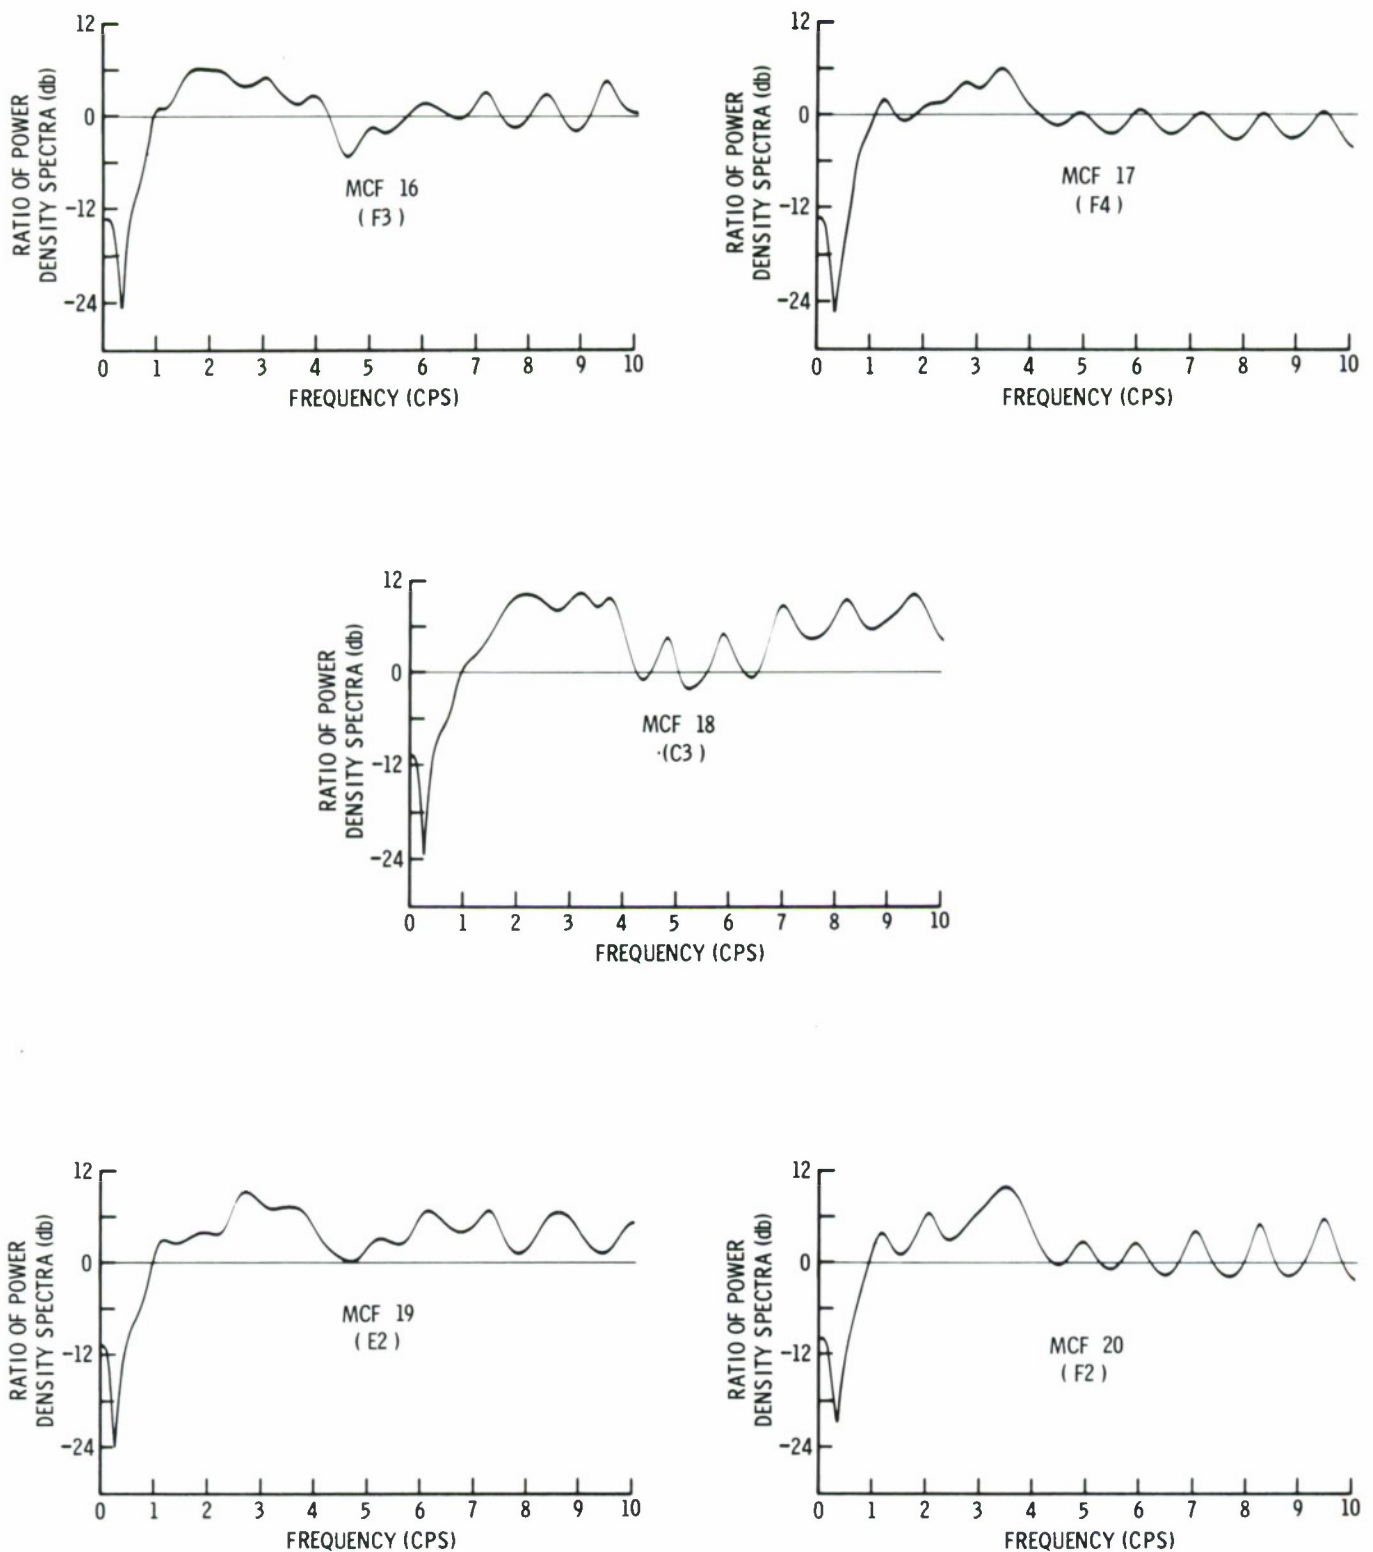 12
0
-12
-24
RATIO OF POWER
DENSITY SPECTRA (db)
MCF 16
( F3 )
0 1 2 3 4 5 6 7 8 9 10
FREQUENCY (CPS)
12
0
-12
-24
RATIO OF POWER
DENSITY SPECTRA (db)
MCF 17
( F4 )
0 1 2 3 4 5 6 7 8 9 10
FREQUENCY (CPS)
12
0
-12
-24
RATIO OF POWER
DENSITY SPECTRA (db)
MCF 18
(C3 )
0 1 2 3 4 5 6 7 8 9 10
FREQUENCY (CPS)
12
0
-12
-24
RATIO OF POWER
DENSITY SPECTRA (db)
MCF 19
( E2 )
0 1 2 3 4 5 6 7 8 9 10
FREQUENCY (CPS)
12
0
-12
-24
RATIO OF POWER
DENSITY SPECTRA (db)
MCF 20
( F2 )
0 1 2 3 4 5 6 7 8 9 10
FREQUENCY (CPS)